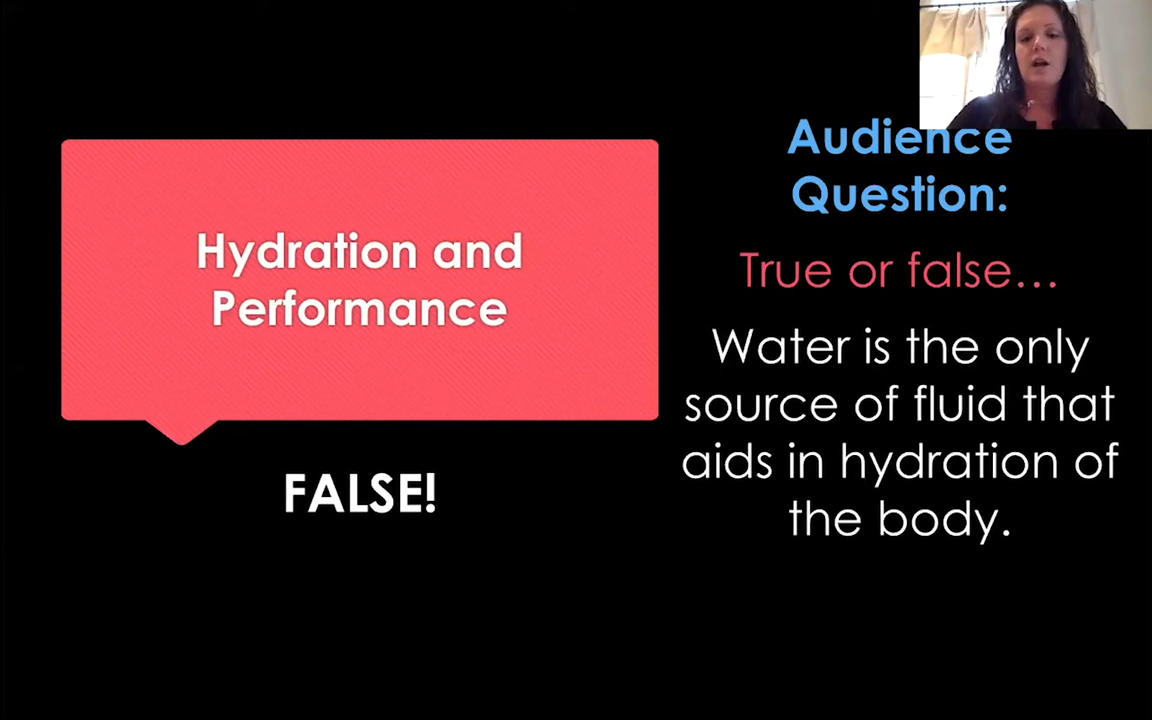 Hydration and
Performance
FALSE!
Audience
Question:
True or false…
Water is the only
source of fluid that
aids in hydration of
the body.